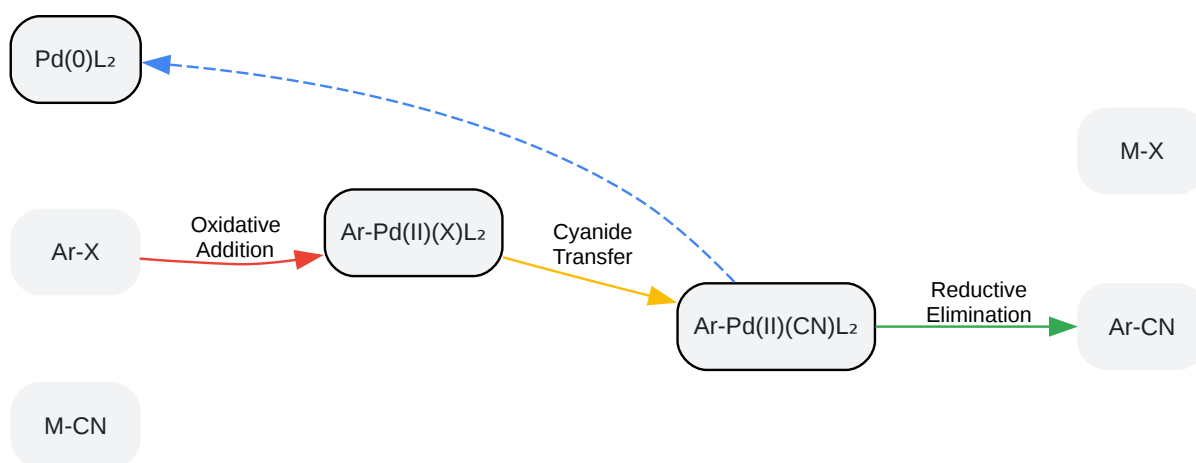 Pd(0)L₂
M-X
Ar-X
Oxidative
Addition
Ar-Pd(II)(X)L₂
Cyanide
Transfer
Ar-Pd(II)(CN)L₂
Reductive
Elimination
Ar-CN
M-CN